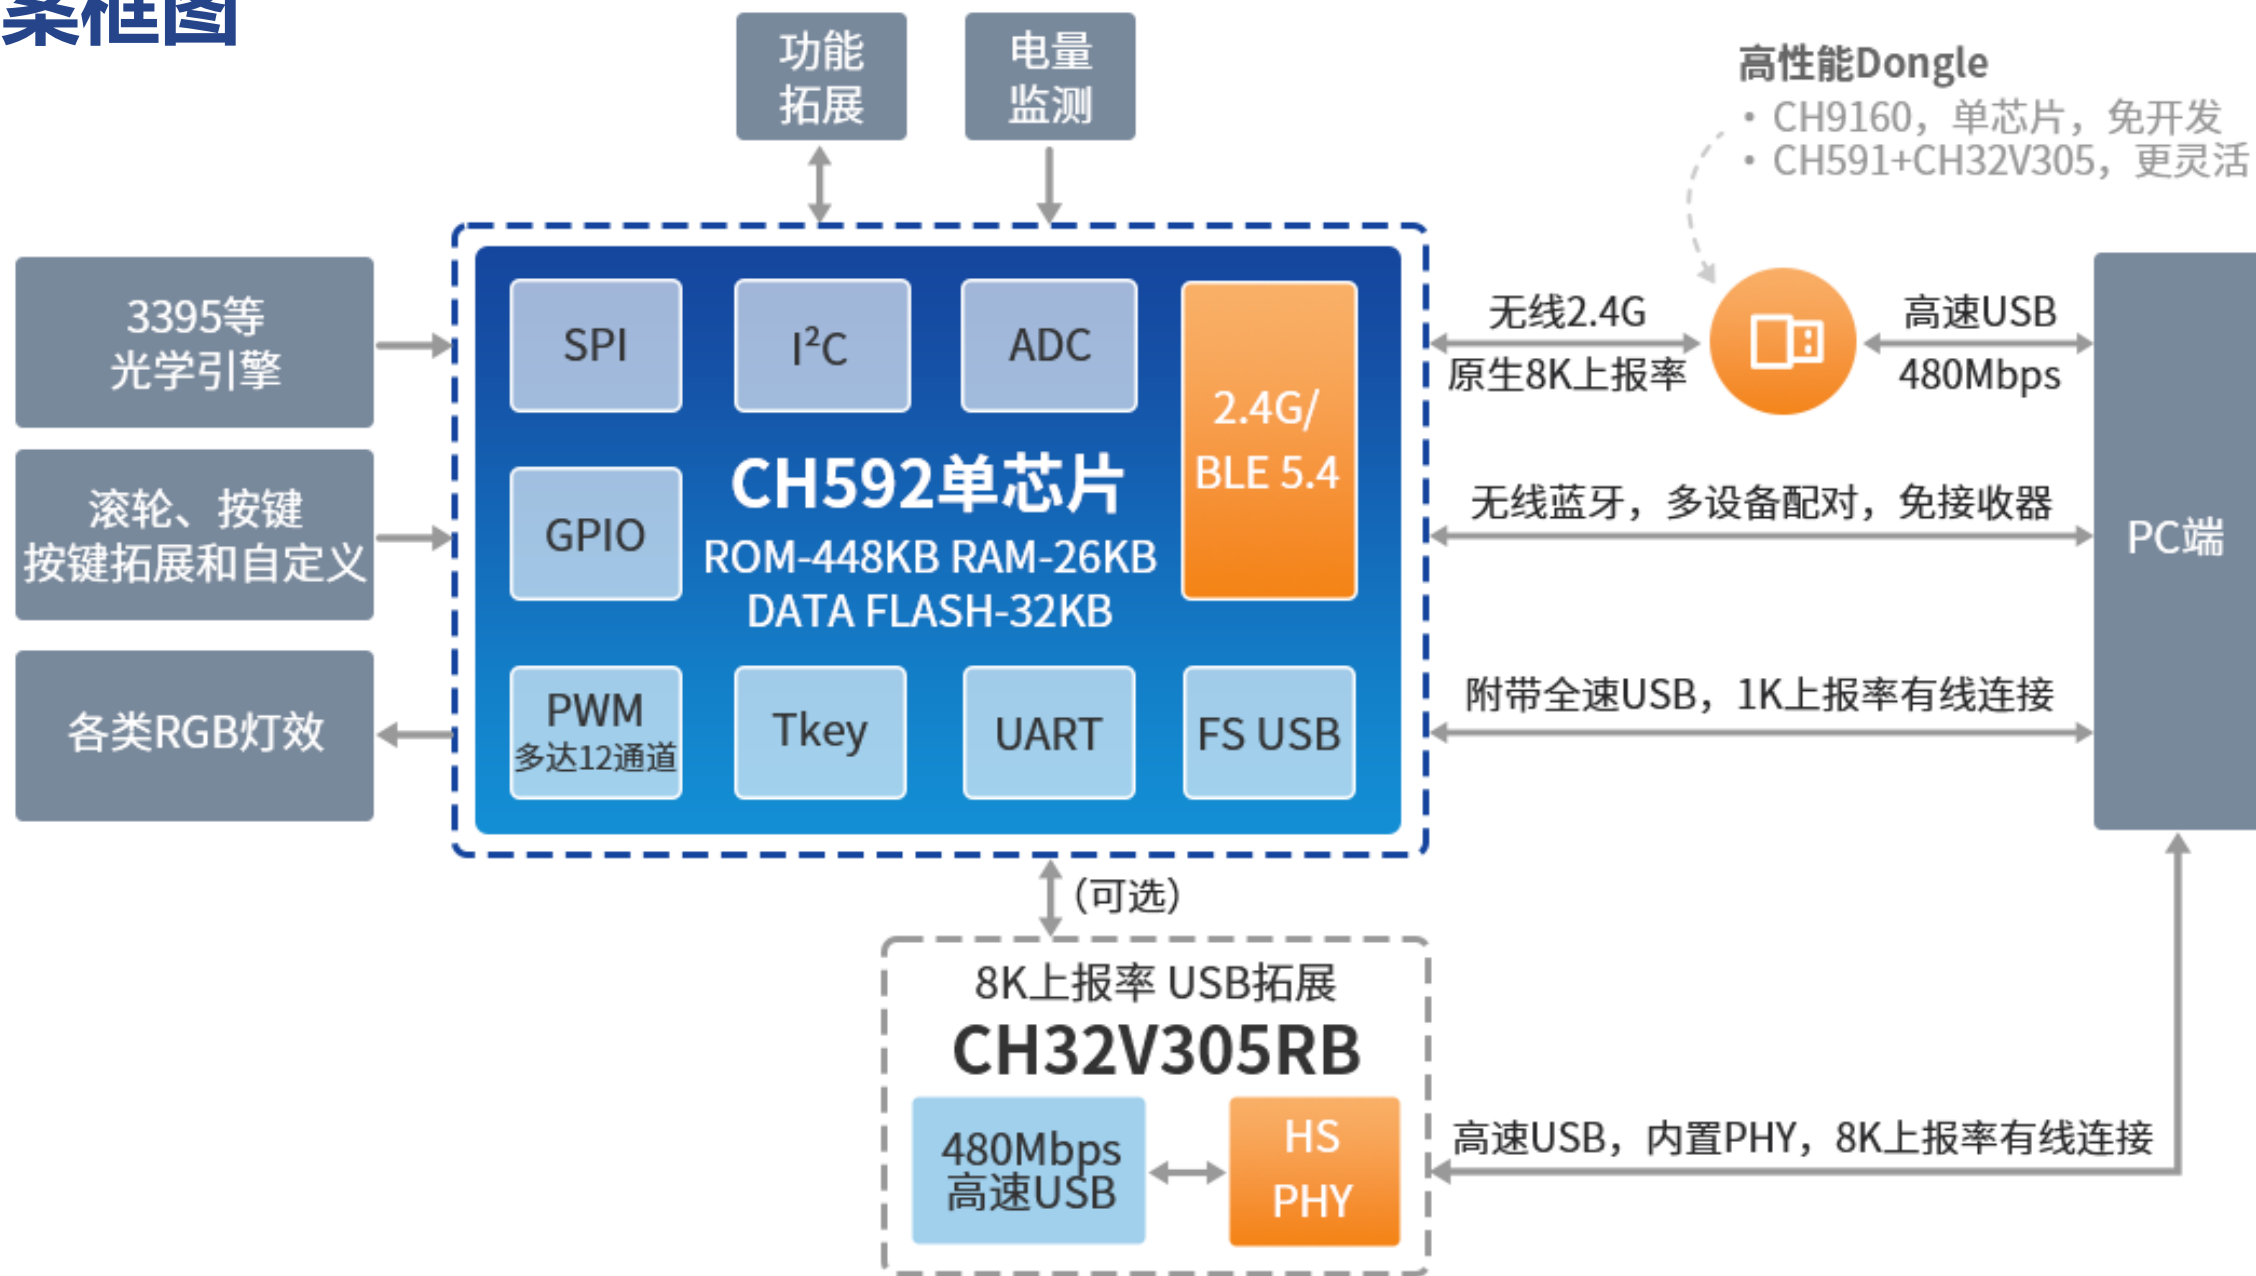 案框图
功能
拓展
电量
监测
高性能Dongle
· CH9160，单芯片，免开发
· CH591+CH32V305，更灵活
3395等
光学引擎
滚轮、按键
按键拓展和自定义
各类RGB灯效
SPI
I²C
ADC
2.4G/
BLE 5.4
GPIO
CH592单芯片
ROM-448KB RAM-26KB
DATA FLASH-32KB
PWM
多达12通道
Tkey
UART
FS USB
无线2.4G
原生8K上报率
高速USB
480Mbps
无线蓝牙，多设备配对，免接收器
附带全速USB，1K上报率有线连接
PC端
（可选）
8K上报率 USB拓展
CH32V305RB
480Mbps
高速USB
HS
PHY
高速USB，内置PHY，8K上报率有线连接